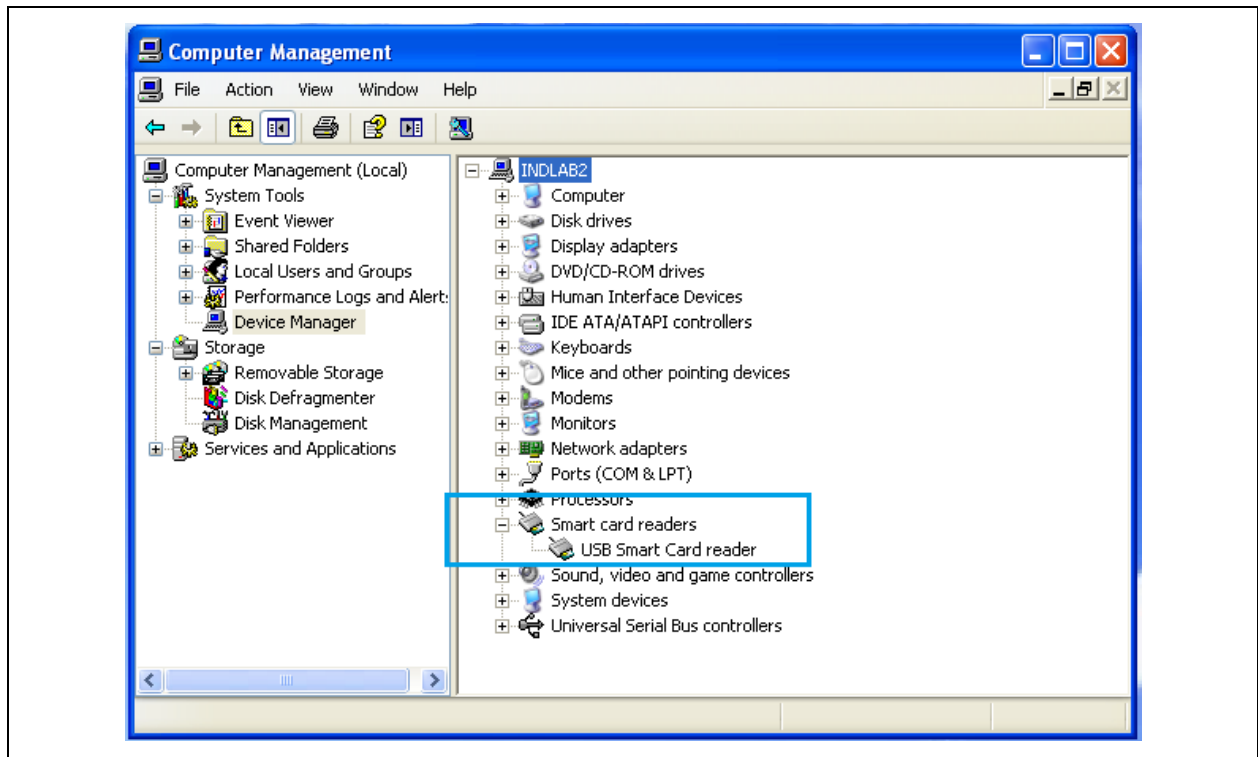 Computer Management
File Action View Window Help
Computer Management (Local)
System Tools
Event Viewer
Shared Folders
Local Users and Groups
Performance Logs and Alert:
Device Manager
Storage
Removable Storage
Disk Defragmenter
Disk Management
Services and Applications
INDLAB2
Computer
Disk drives
Display adapters
DVD/CD-ROM drives
Human Interface Devices
IDE ATA/ATAPI controllers
Keyboards
Mice and other pointing devices
Modems
Monitors
Network adapters
Ports (COM & LPT)
Processors
Smart card readers
USB Smart Card reader
Sound, video and game controllers
System devices
Universal Serial Bus controllers